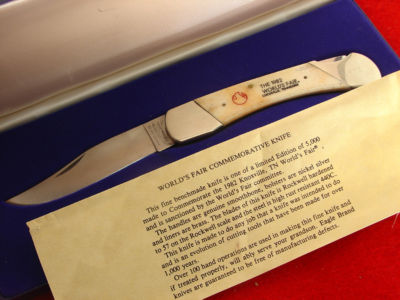 THE 1982
WORLD'S FAIR
WORLD'S FAIR COMMEMORATIVE KNIFE
This fine benchmade knife is one of a limited Edition of 5,000
made to Commemorate the 1982 Knoxville, TN World's Fair®
and is sanctioned by the World's Fair committee.
The handles are genuine smoothbone, bolsters are nickel silver
and liners are brass. The blade of this knife is Rockwell hardened
to 57 on the Rockwell scale and the steel is high rust resistant 440C.
This knife is made to do any job that a knife was intended to do
and is an evolution of cutting tools that have been made for over
1,000 years.
Over 100 hand operations are used in making this fine knife and
if treated properly, will ably serve your grandson. Eagle Brand
knives are guaranteed to be free of manufacturing defects.